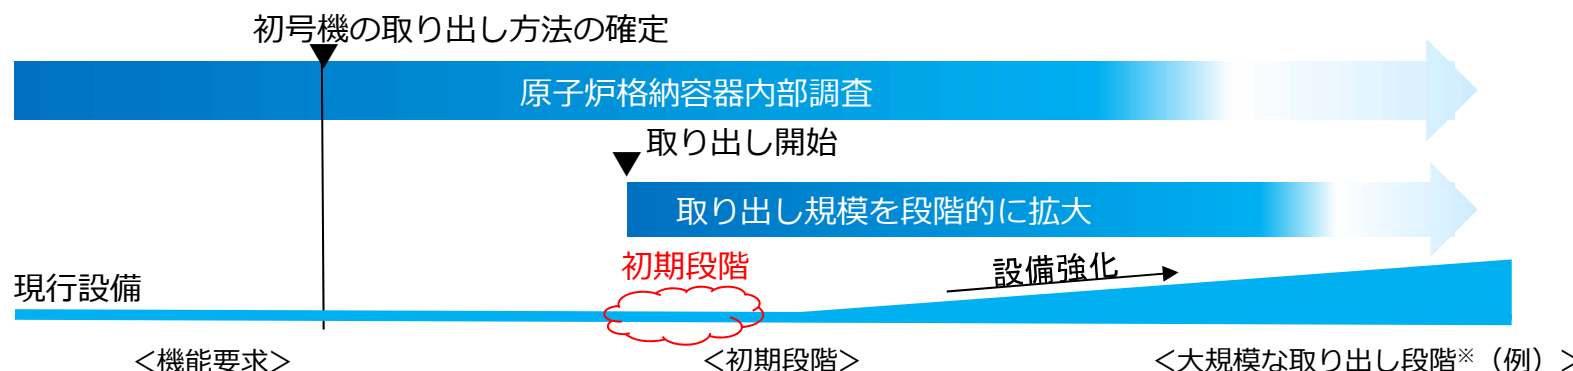 初号機の取り出し方法の確定
原子炉格納容器内部調査
取り出し開始
取り出し規模を段階的に拡大
初期段階
設備強化
現行設備
＜機能要求＞
＜初期段階＞
＜大規模な取り出し段階※（例）＞